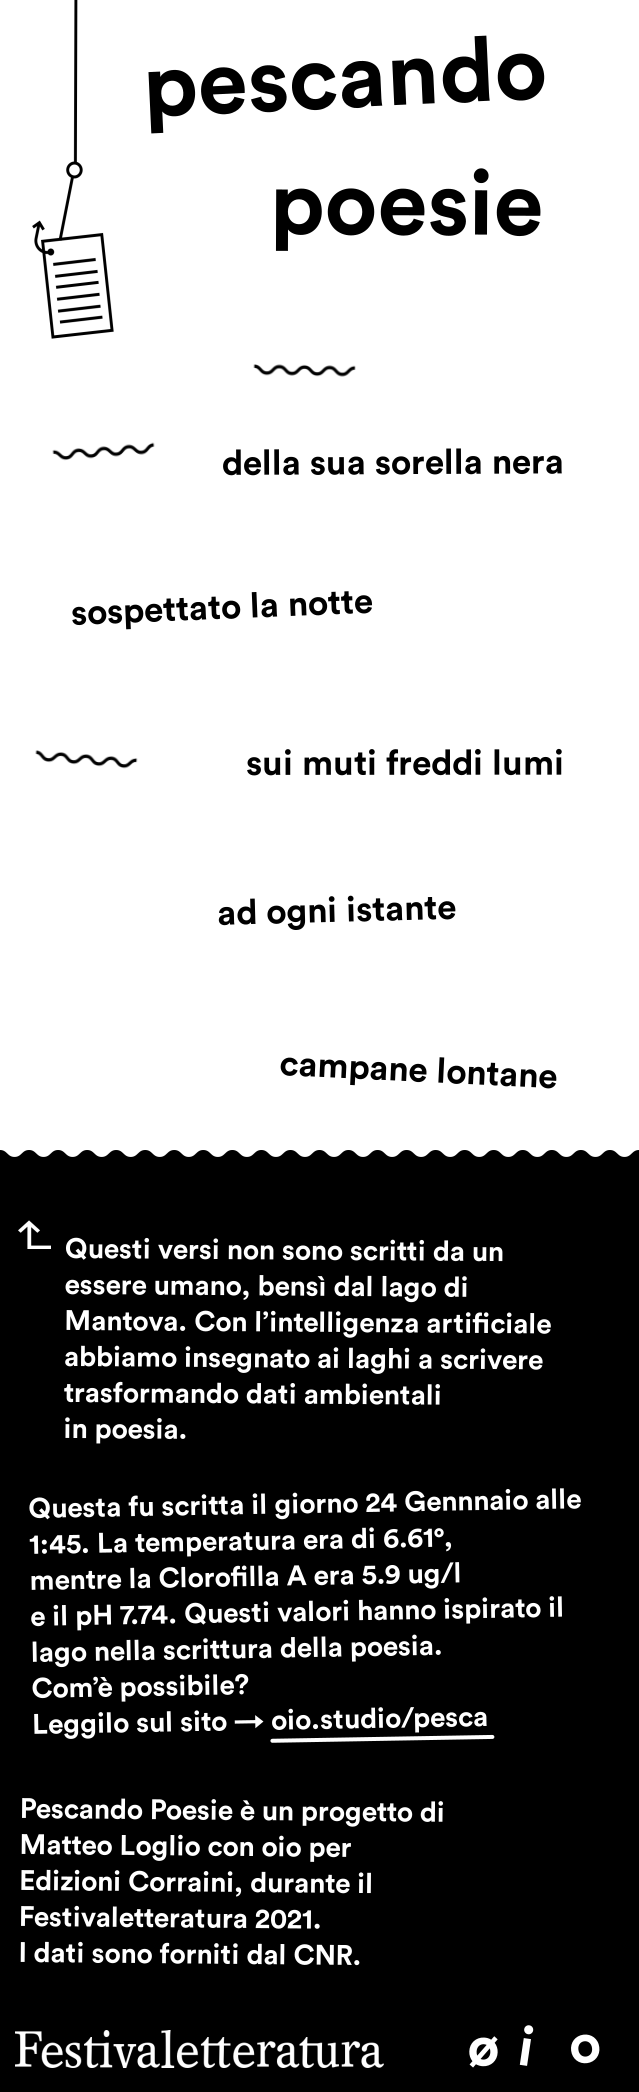 pescando
poesie
della sua sorella nera
sospettato la notte
sui muti freddi lumi
ad ogni istante
campane lontane
Questi versi non sono scritti da un
essere umano, bensì dal lago di
Mantova. Con l’intelligenza artificiale
abbiamo insegnato ai laghi a scrivere
trasformando dati ambientali
in poesia.
Questa fu scritta il giorno 24 Gennnaio alle
1:45. La temperatura era di 6.61°,
mentre la Clorofilla A era 5.9 ug/l
e il pH 7.74. Questi valori hanno ispirato il
lago nella scrittura della poesia.
Com’è possibile?
Leggilo sul sito → oio.studio/pesca
Pescando Poesie è un progetto di
Matteo Loglio con oio per
Edizioni Corraini, durante il
Festivaletteratura 2021.
I dati sono forniti dal CNR.
Festivaletteratura øio